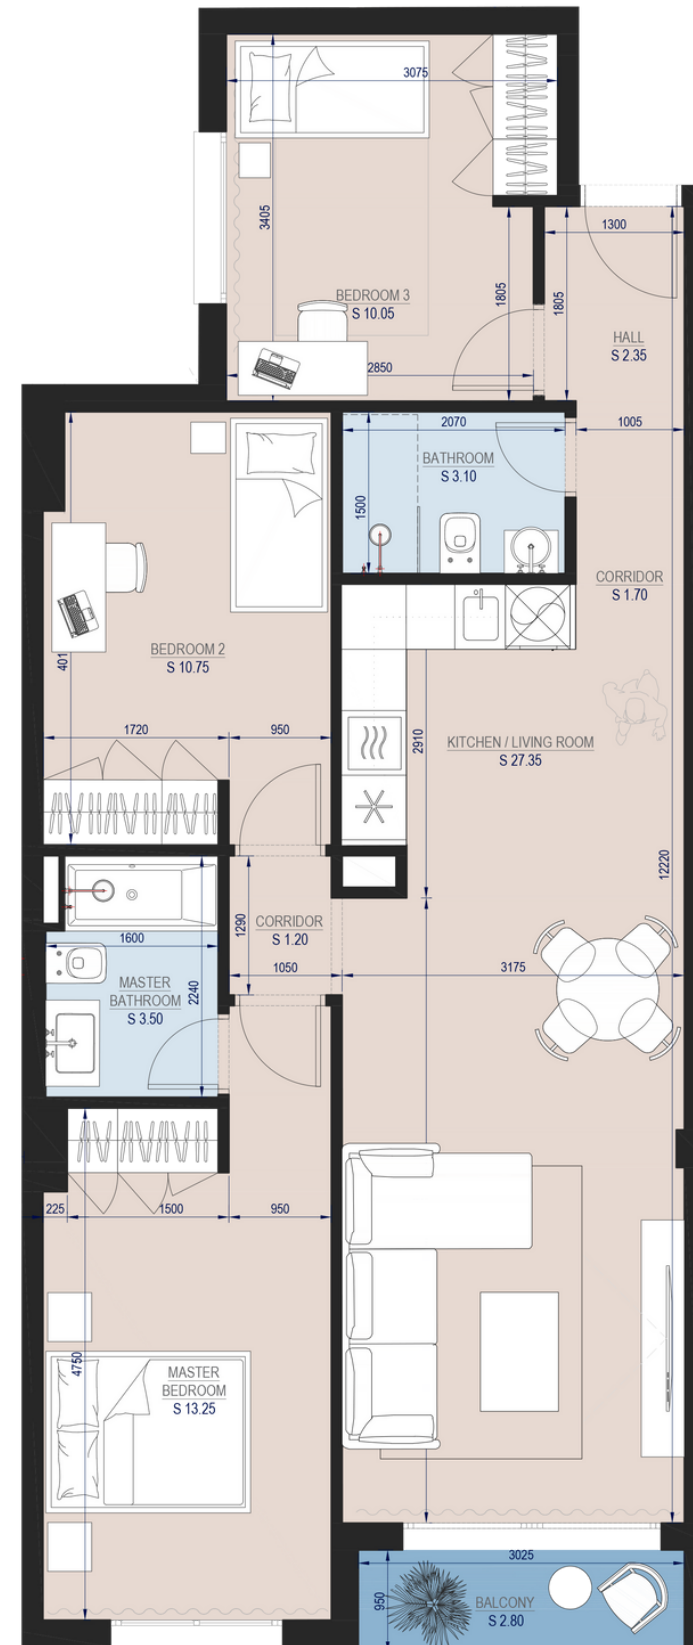 3075
3405
BEDROOM 3
S 10.05
1805
2850
1300
1805
HALL
S 2.35
1005
2070
BATHROOM
S 3.10
1500
CORRIDOR
S 1.70
BEDROOM 2
S 10.75
401
1720
950
2910
KITCHEN / LIVING ROOM
S 27.35
12220
CORRIDOR
S 1.20
1290
1050
3175
1600
MASTER
BATHROOM
S 3.50
2240
225
1500
950
4750
MASTER
BEDROOM
S 13.25
3025
950
BALCONY
S 2.80